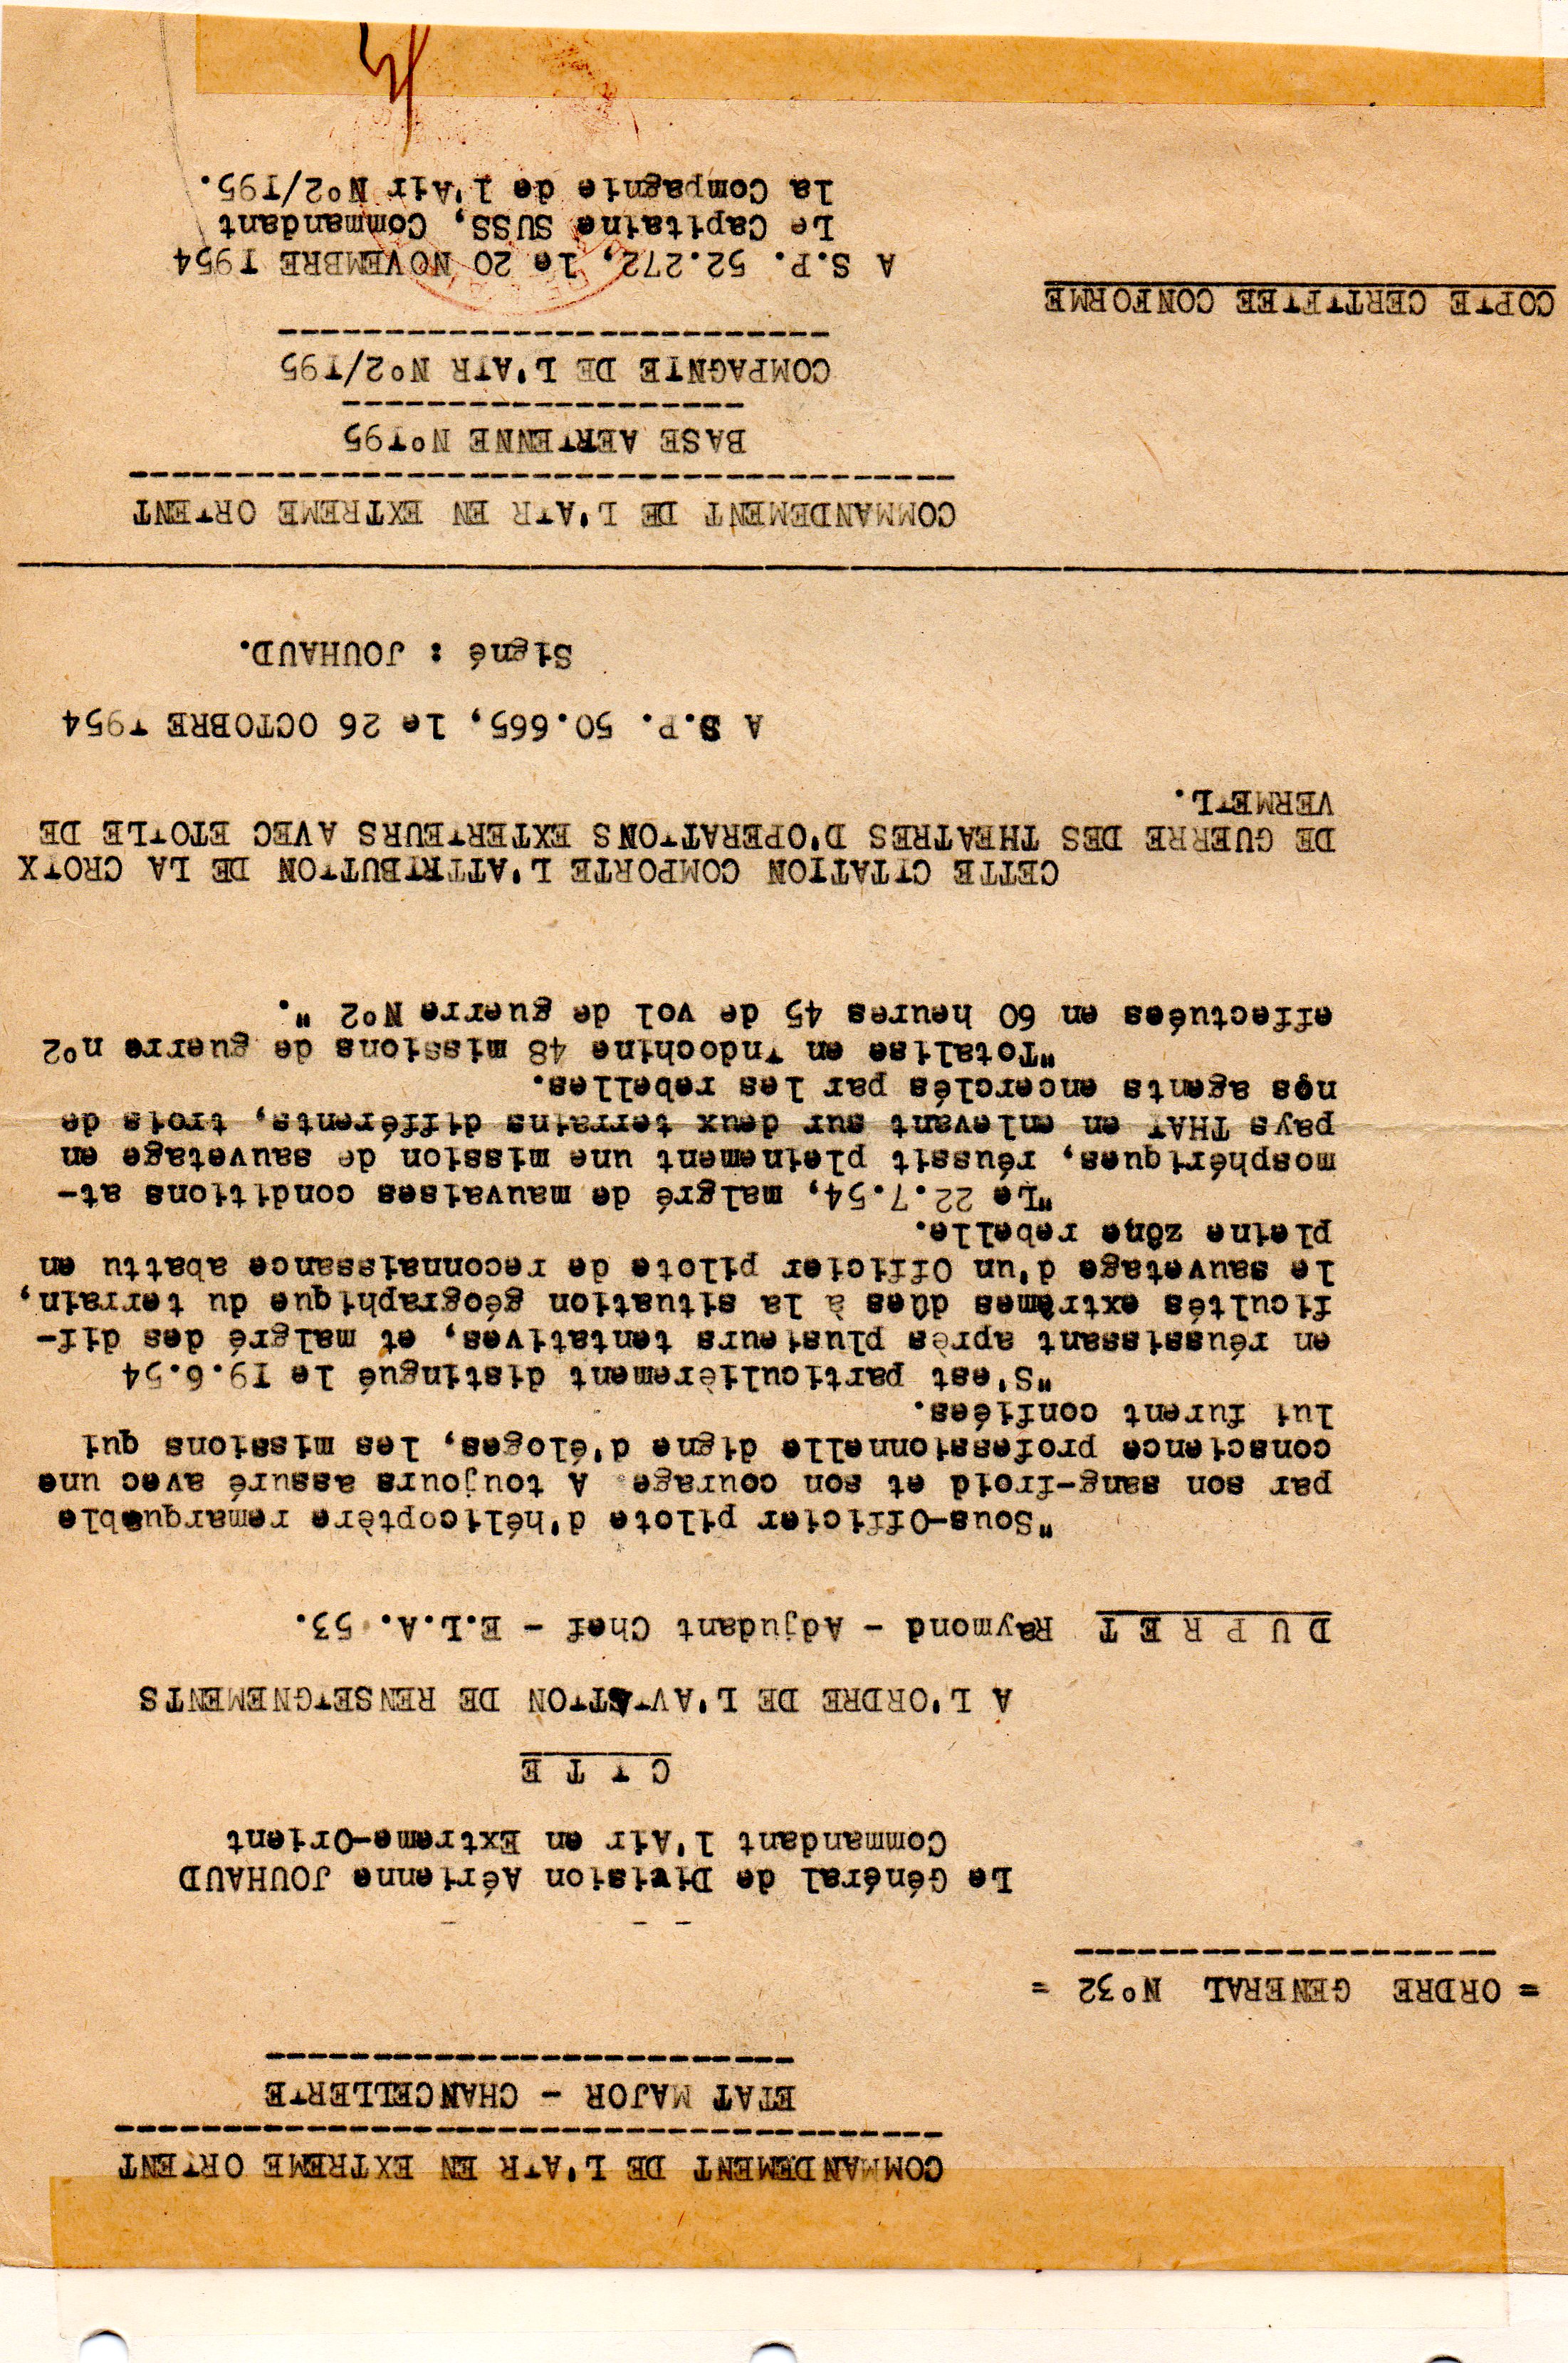 COMMANDEMENT DE L'AIR EN EXTREME ORIENT
ETAT MAJOR - CHANCELLERIE
= ORDRE GENERAL N°32 =
Le Général de Division Aérienne JOUHAUD
Commandant l'Air en Extreme-Orient
C I T E
A L'ORDRE DE L'AVIATION DE RENSEIGNEMENTS
D U P R E T Raymond - Adjudant Chef - E.L.A. 53.
"Sous-Officier pilote d'hélicoptère remarquable
par son sang-froid et son courage A toujours assuré avec une
conscience professionnelle digne d'éloges, les missions qui
lui furent confiées.
"S'est particulièrement distingué le I9.6.54
en réussissant après plusieurs tentatives, et malgré des dif-
ficultés extrêmes dûes à la situation géographique du terrain,
le sauvetage d'un Officier pilote de reconnaissance abattu en
pleine zône rebelle.
"Le 22.7.54, malgré de mauvaises conditions at-
mosphériques, réussit pleinement une mission de sauvetage en
pays THAI en enlevant sur deux terrains différents, trois de
nos agents encerclés par les rebelles.
"Totalise en Indochine 48 missions de guerre n°2
effectuées en 60 heures 45 de vol de guerre N°2 ".
CETTE CITATION COMPORTE L'ATTRIBUTION DE LA CROIX
DE GUERRE DES THEATRES D'OPERATIONS EXTERIEURS AVEC ETOILE DE
VERMEIL.
A S.P. 50.665, le 26 OCTOBRE I954
Signé : JOUHAUD.
COMMANDEMENT DE L'AIR EN EXTREME ORIENT
BASE AERIENNE N°I95
COMPAGNIE DE L'AIR N°2/I95
COPIE CERTIFIEE CONFORME
A S.P. 52.272, le 20 NOVEMBRE I954
Le Capitaine SUSS, Commandant
la Compagnie de l'Air N°2/I95.